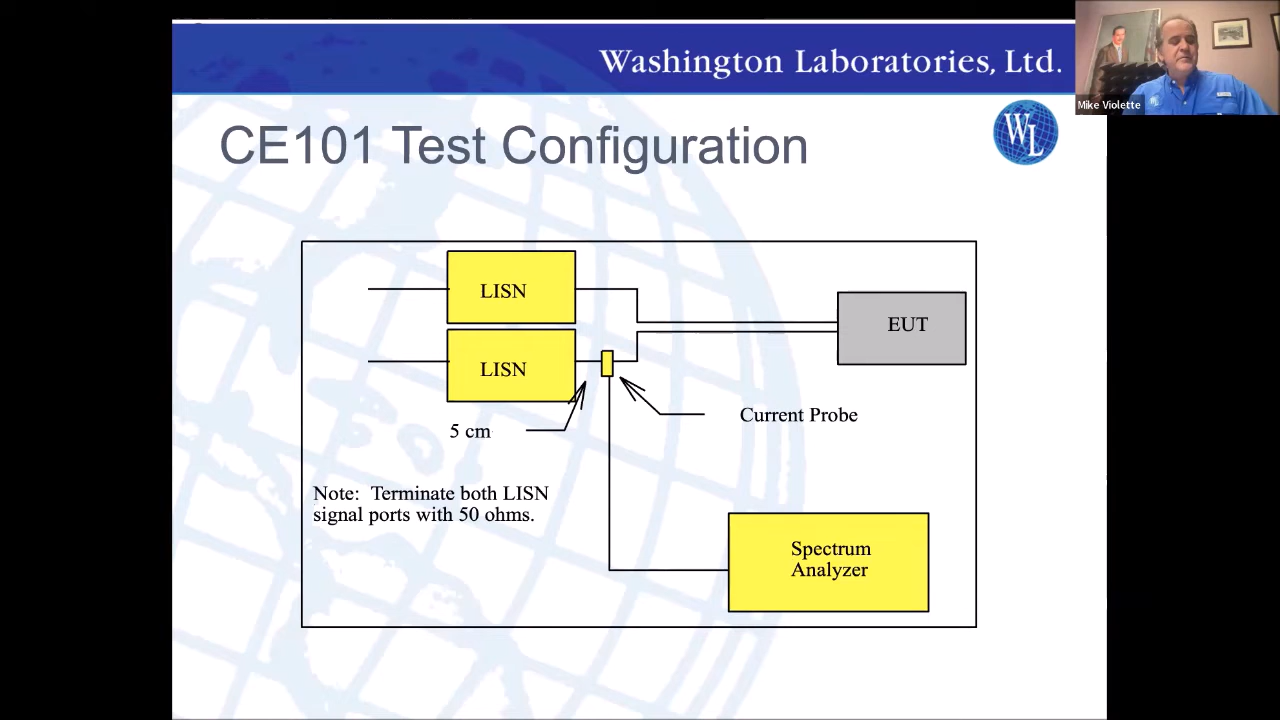 Washington Laboratories, Ltd.
Mike Violette
CE101 Test Configuration
WL
LISN
LISN
EUT
5 cm
Current Probe
Note: Terminate both LISN
signal ports with 50 ohms.
Spectrum
Analyzer